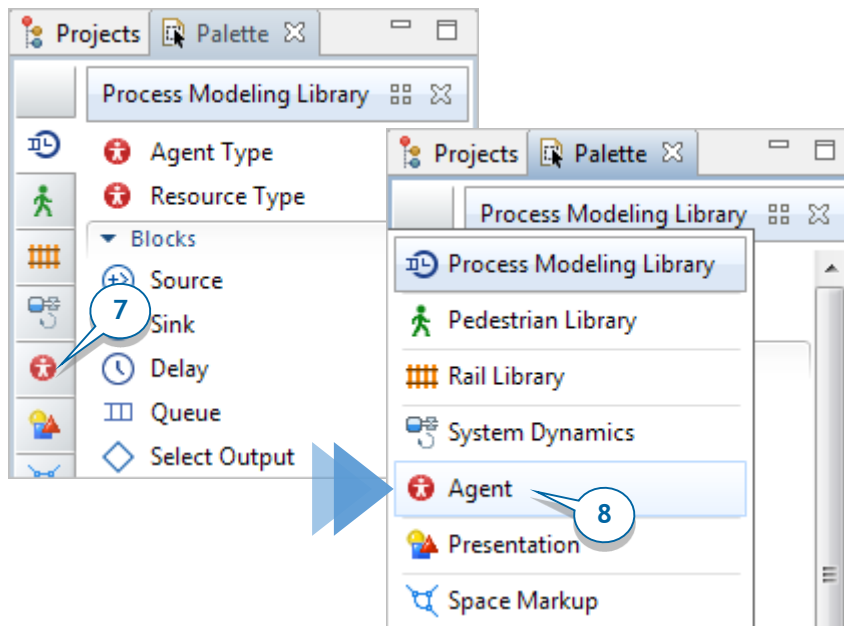 Projects Palette
Process Modeling Library
Agent Type
Resource Type
Blocks
Source
7
Sink
Delay
Queue
Select Output
Projects Palette
Process Modeling Library
Process Modeling Library
Pedestrian Library
Rail Library
System Dynamics
Agent
8
Presentation
Space Markup